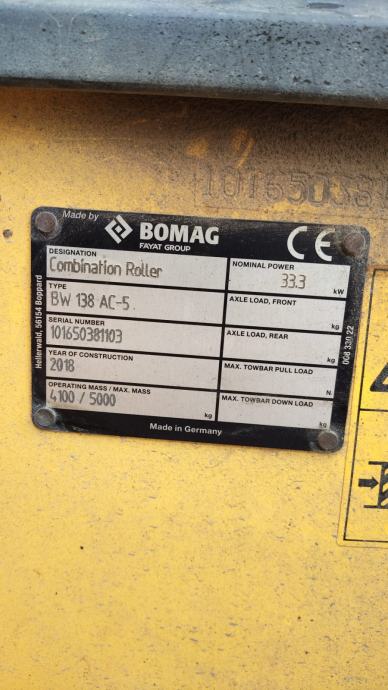 1016503811
Made by BOMAG
FAYAT GROUP
CE
DESIGNATION
Combination Roller
TYPE
BW 138 AC-5
SERIAL NUMBER
101650381103
YEAR OF CONSTRUCTION
2018
OPERATING MASS / MAX. MASS
4100 / 5000 kg
NOMINAL POWER
33.3 kW
AXLE LOAD, FRONT
kg
AXLE LOAD, REAR
kg
MAX. TOWBAR PULL LOAD
N
MAX. TOWBAR DOWN LOAD
kg
Made in Germany
Hellerwald, 56154 Boppard
008 330 22